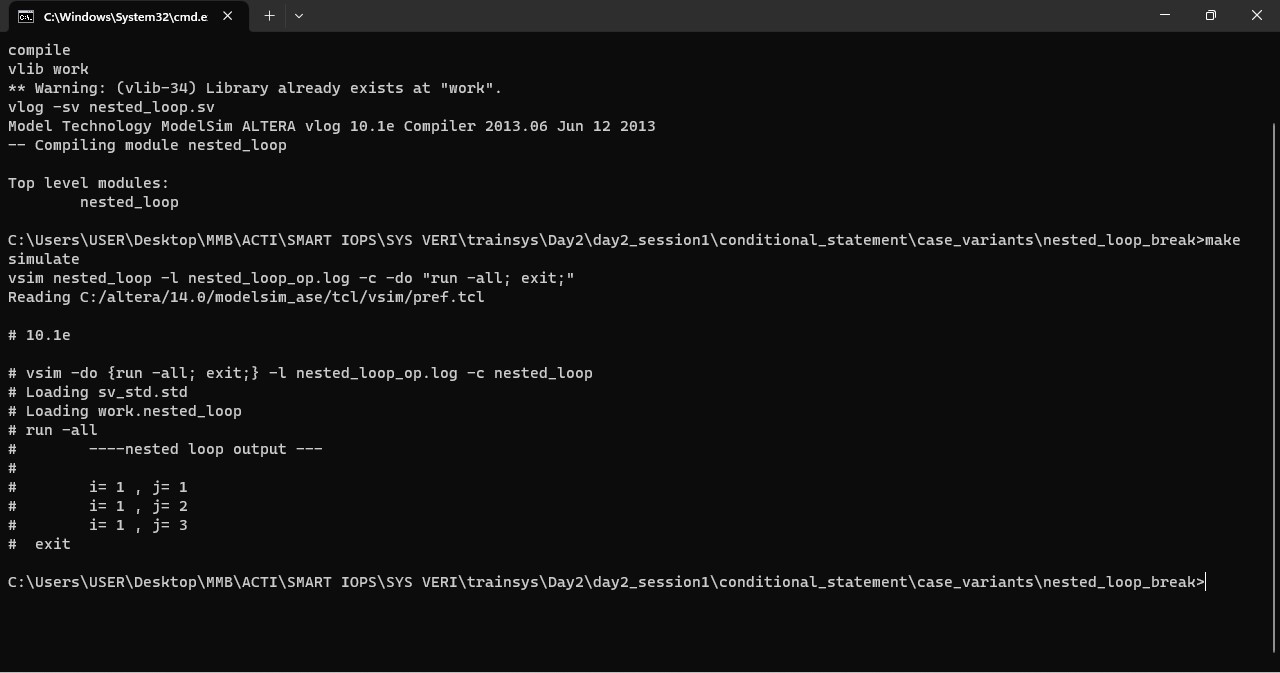 C:\Windows\System32\cmd.e
compile
vlib work
** Warning: (vlib-34) Library already exists at "work".
vlog -sv nested_loop.sv
Model Technology ModelSim ALTERA vlog 10.1e Compiler 2013.06 Jun 12 2013
-- Compiling module nested_loop
Top level modules:
nested_loop
C:\Users\USER\Desktop\MMB\ACTI\SMART IOPS\SYS VERI\trainsys\Day2\day2_session1\conditional_statement\case_variants\nested_loop_break>make
simulate
vsim nested_loop -l nested_loop_op.log -c -do "run -all; exit;"
Reading C:/altera/14.0/modelsim_ase/tcl/vsim/pref.tcl
# 10.1e
# vsim -do {run -all; exit;} -l nested_loop_op.log -c nested_loop
# Loading sv_std.std
# Loading work.nested_loop
# run -all
#        ----nested loop output ---
#
#        i= 1 , j= 1
#        i= 1 , j= 2
#        i= 1 , j= 3
#  exit
C:\Users\USER\Desktop\MMB\ACTI\SMART IOPS\SYS VERI\trainsys\Day2\day2_session1\conditional_statement\case_variants\nested_loop_break>